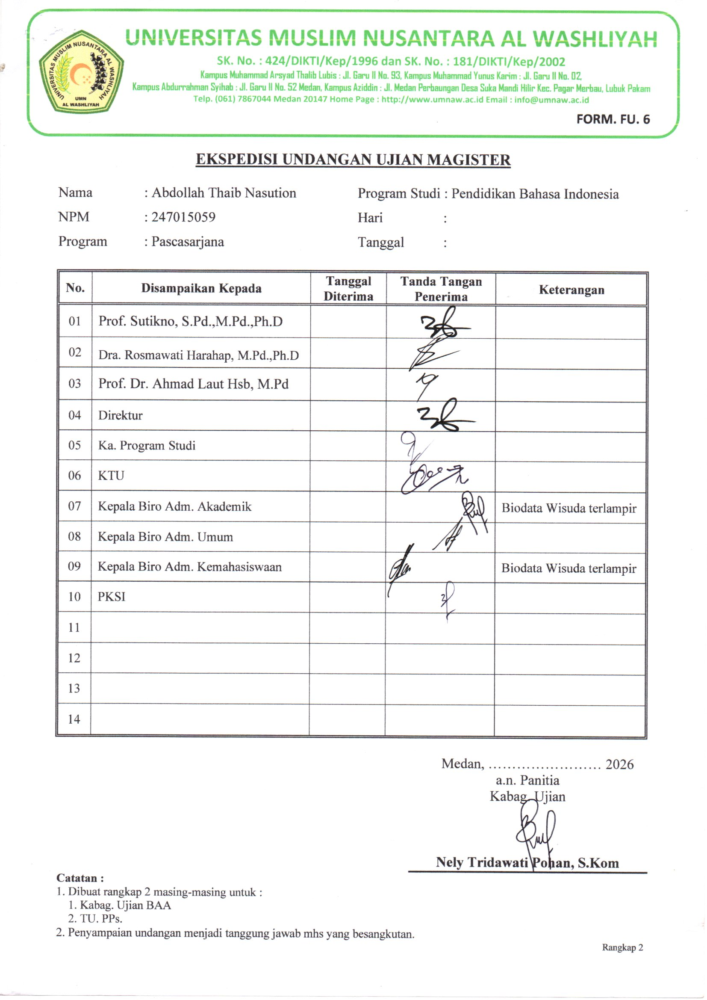 UNIVERSITAS MUSLIM NUSANTARA AL WASHLIYAH
UMN
AL WASHLIYAH
UNIVERSITAS MUSLIM NUSANTARA AL WASHLIYAH
SK. No. : 424/DIKTI/Kep/1996 dan SK. No. : 181/DIKTI/Kep/2002
Kampus Muhammad Arsyad Thalib Lubis : Jl. Garu II No. 93, Kampus Muhammad Yunus Karim : Jl. Garu II No. 02,
Kampus Abdurrahman Syihab : Jl. Garu II No. 52 Medan, Kampus Aziddin : Jl. Medan Perbaungan Desa Suka Mandi Hilir Kec. Pagar Merbau, Lubuk Pakam
Telp. (061) 7867044 Medan 20147 Home Page : http://www.umnaw.ac.id Email : info@umnaw.ac.id
FORM. FU. 6
EKSPEDISI UNDANGAN UJIAN MAGISTER
Nama : Abdollah Thaib Nasution Program Studi : Pendidikan Bahasa Indonesia
NPM : 247015059 Hari :
Program : Pascasarjana Tanggal :
No. Disampaikan Kepada Tanggal Diterima Tanda Tangan Penerima Keterangan
01 Prof. Sutikno, S.Pd.,M.Pd.,Ph.D
02 Dra. Rosmawati Harahap, M.Pd.,Ph.D
03 Prof. Dr. Ahmad Laut Hsb, M.Pd
04 Direktur
05 Ka. Program Studi
06 KTU
07 Kepala Biro Adm. Akademik Biodata Wisuda terlampir
08 Kepala Biro Adm. Umum
09 Kepala Biro Adm. Kemahasiswaan Biodata Wisuda terlampir
10 PKSI
11
12
13
14
Medan, ........................ 2026
a.n. Panitia
Kabag. Ujian
Nely Tridawati Pohan, S.Kom
Catatan :
1. Dibuat rangkap 2 masing-masing untuk :
1. Kabag. Ujian BAA
2. TU. PPs.
2. Penyampaian undangan menjadi tanggung jawab mhs yang besangkutan.
Rangkap 2